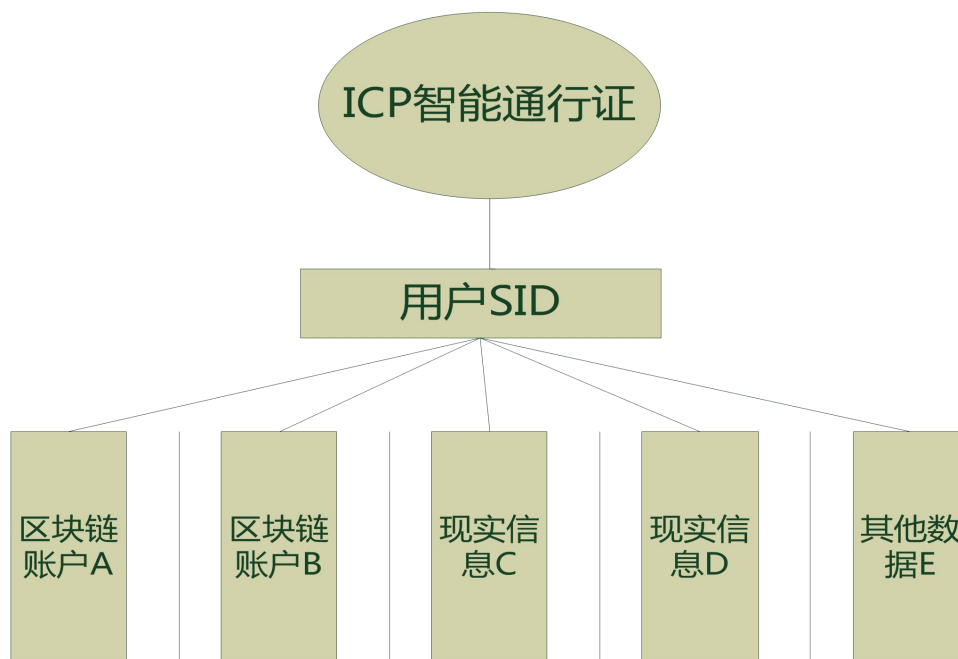 ICP智能通行证
用户SID
区块链
账户A
区块链
账户B
现实信
息C
现实信
息D
其他数
据E